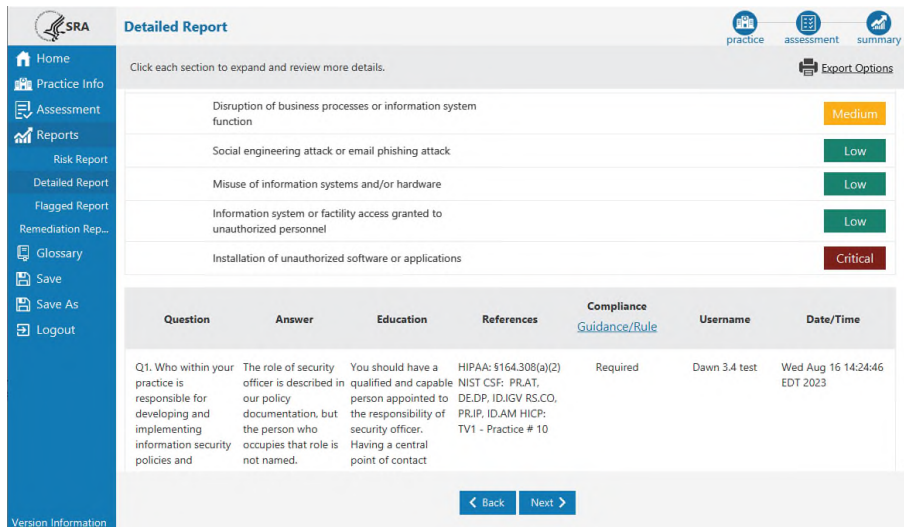 SRA
Detailed Report
practice
assessment
summary
Home
Practice Info
Assessment
Reports
Risk Report
Detailed Report
Flagged Report
Remediation Rep...
Glossary
Save
Save As
Logout
Version Information
Click each section to expand and review more details.
Export Options
Disruption of business processes or information system
function
Medium
Social engineering attack or email phishing attack
Low
Misuse of information systems and/or hardware
Low
Information system or factility access granted to
unauthorized personnel
Low
Installation of unauthorized software or applications
Critical
Question
Answer
Education
References
Compliance
Guidance/Rule
Username
Date/Time
Q1. Who within your
practice is
responsible for
developing and
implementing
information security
policies and
The role of security
officer is described in
our policy
documentation, but
the person who
occupies that role is
not named.
You should have a
qualified and capable
person appointed to
the responsibility of
security officer.
Having a central
point of contact
HIPAA: §164.308(a)(2)
NIST CSF: PR.AT,
DE.DP, ID.IGV RS.CO,
PR.IP, ID.AM HICP:
TV1 - Practice # 10
Required
Dawn 3.4 test
Wed Aug 16 14:24:46
EDT 2023
Back
Next